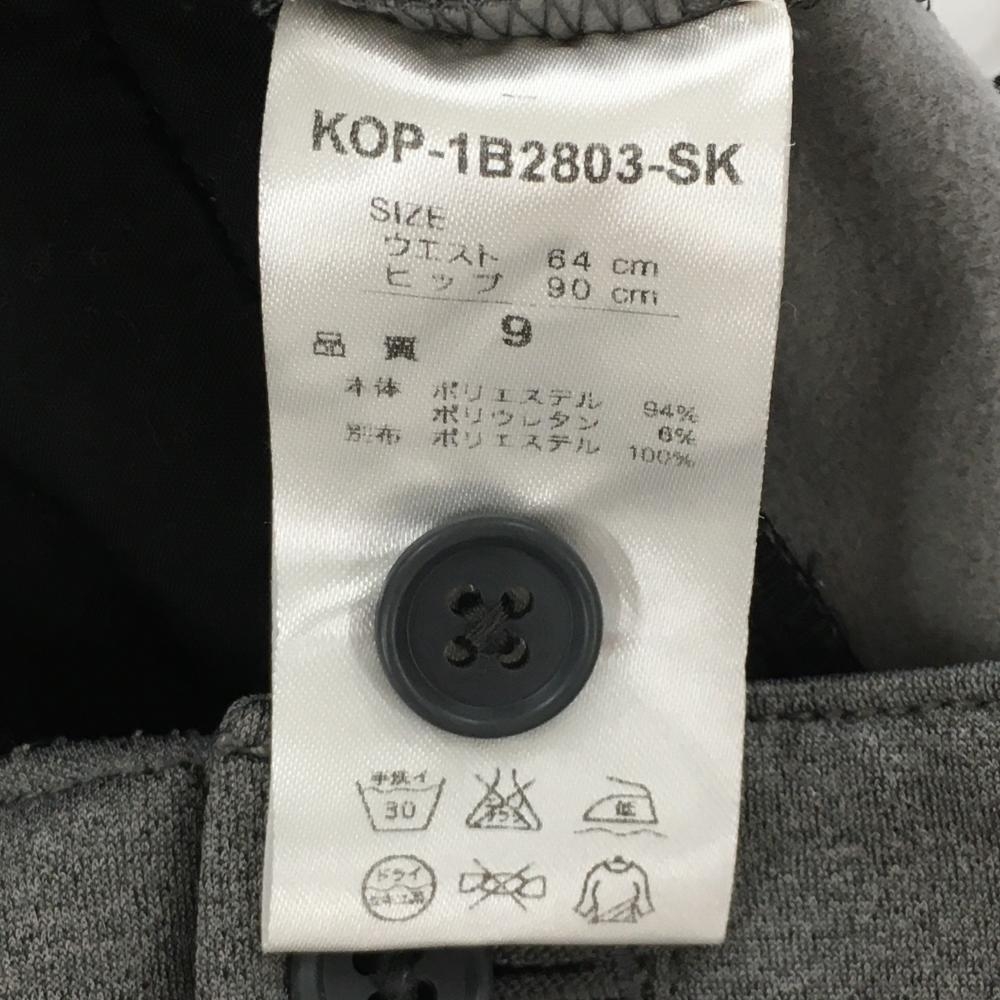 KOP-1B2803-SK
SIZE
ウエスト 64 cm
ヒップ 90 cm
9
品 質
本体 ポリエステル 94%
ポリウレタン 6%
別布 ポリエステル 100%
手洗イ
30
低
ドライ